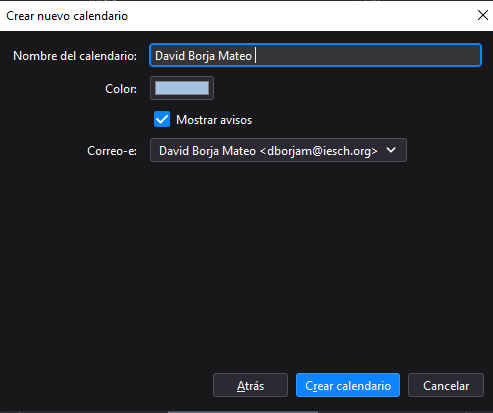 Crear nuevo calendario
Nombre del calendario: David Borja Mateo
Color:
Mostrar avisos
Correo-e: David Borja Mateo <dborjam@iesch.org>
Atrás Crear calendario Cancelar